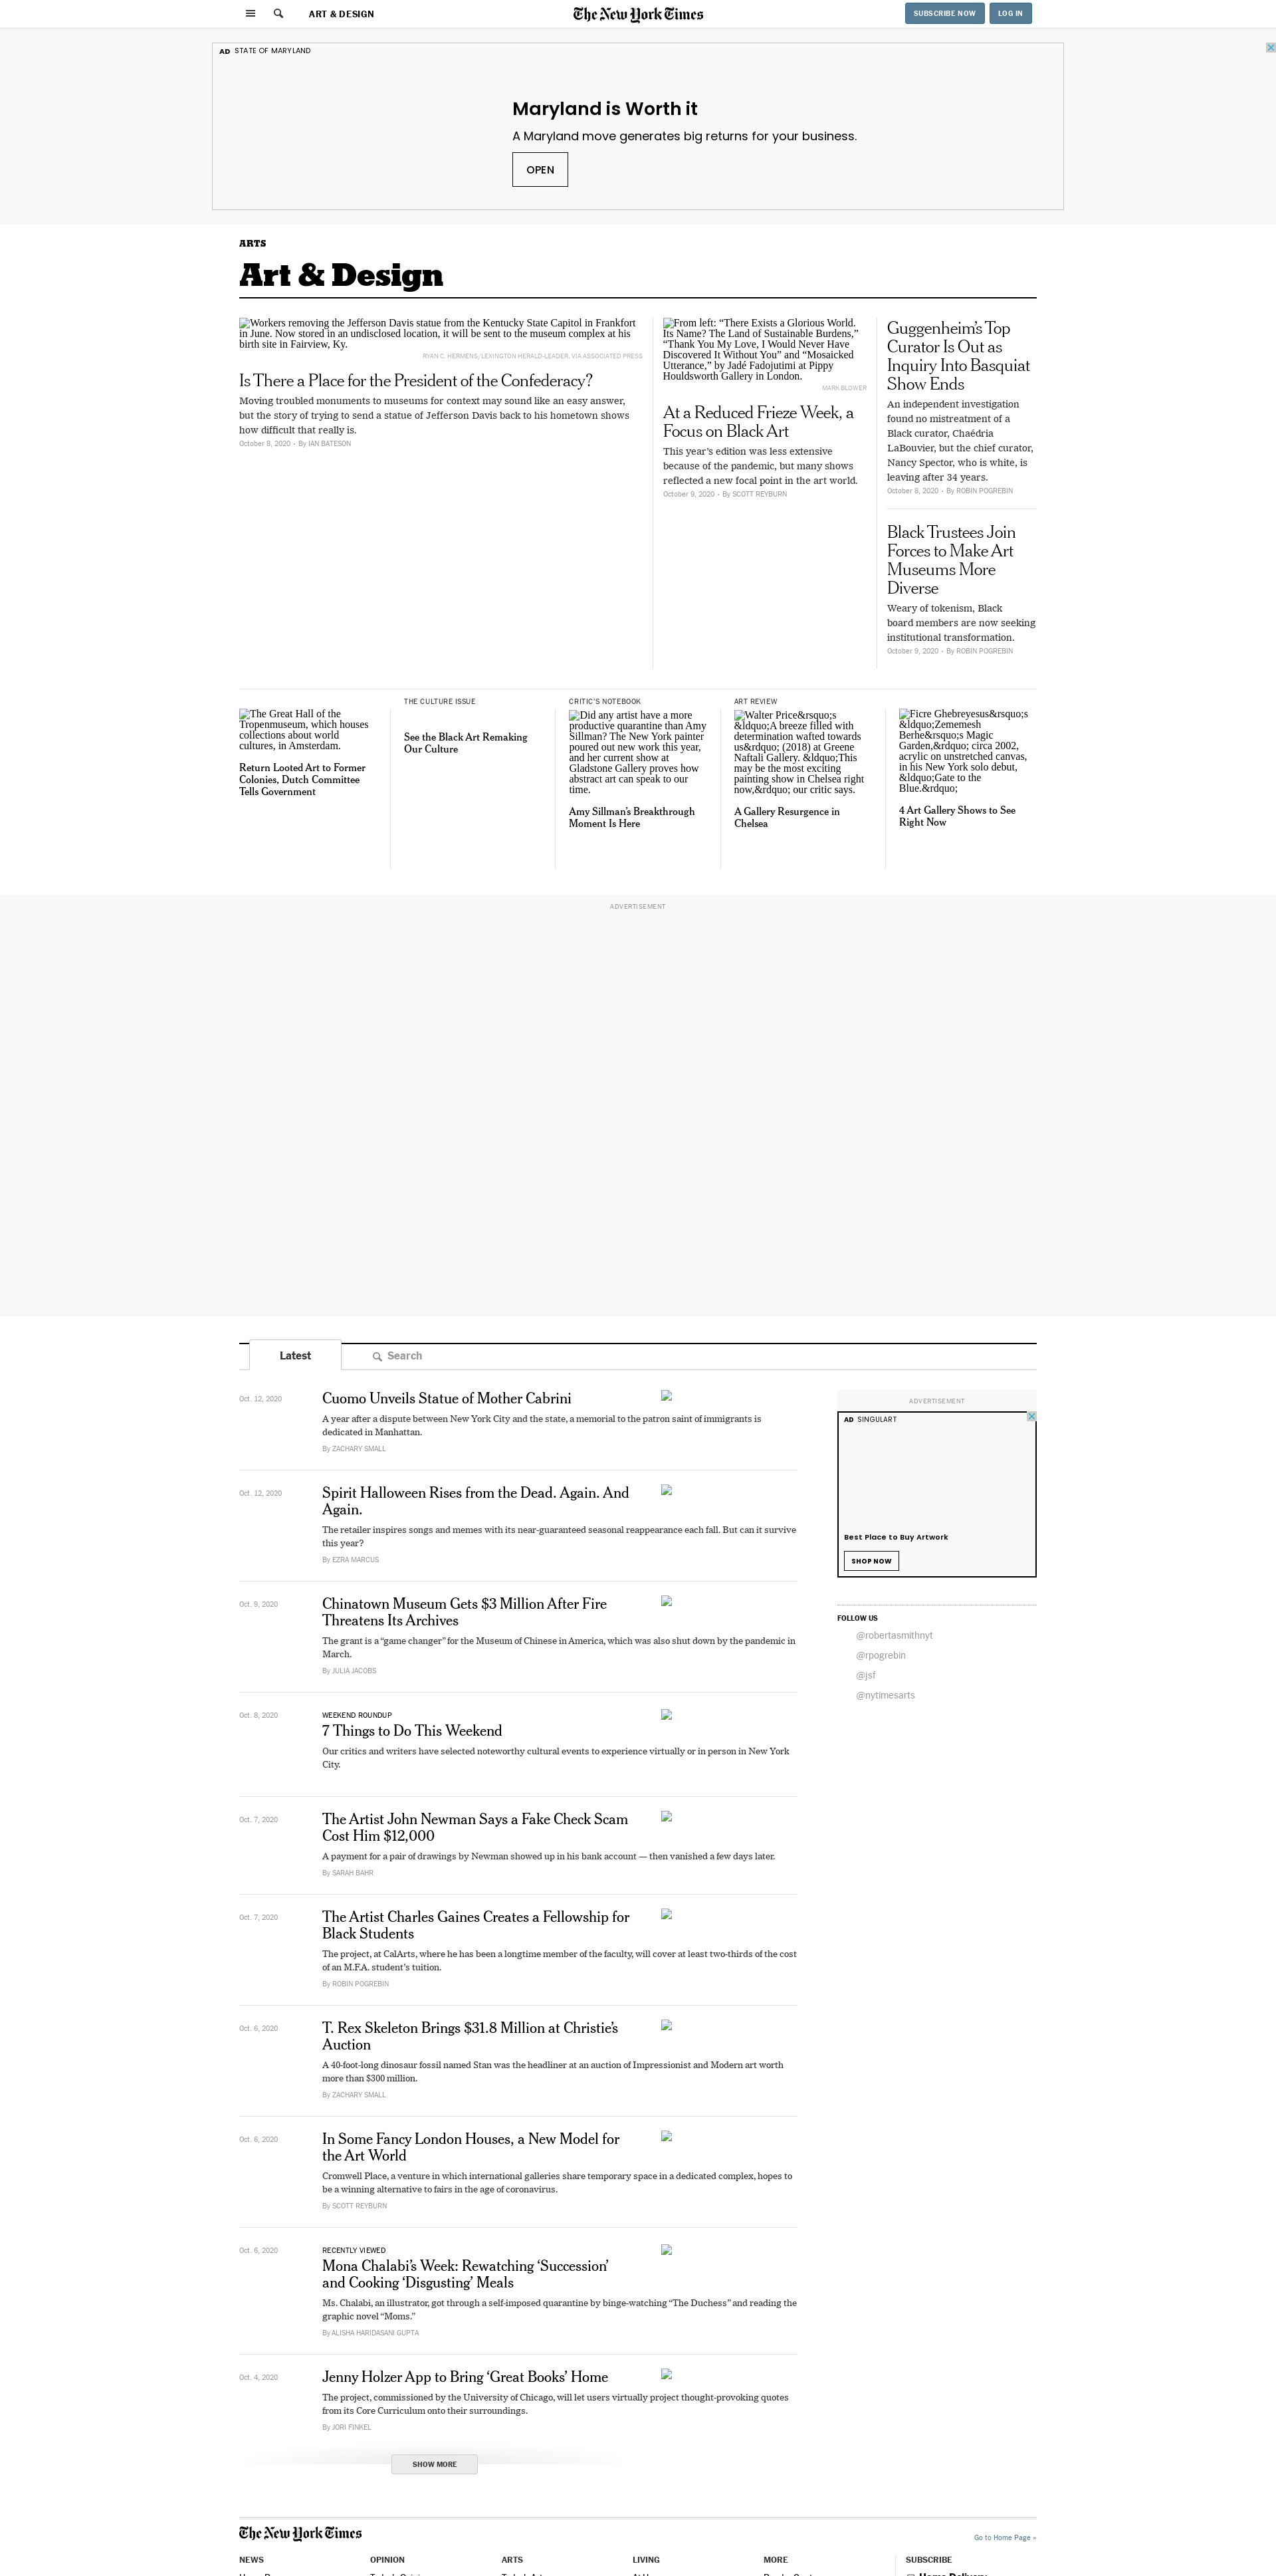 ART & DESIGN
The New York Times
SUBSCRIBE NOW
LOG IN
AD STATE OF MARYLAND
Maryland is Worth it
A Maryland move generates big returns for your business.
OPEN
ARTS
Art & Design
Workers removing the Jefferson Davis statue from the Kentucky State Capitol in Frankfort
in June. Now stored in an undisclosed location, it will be sent to the museum complex at his
birth site in Fairview, Ky.
RYAN C. HERMENS/LEXINGTON HERALD-LEADER, VIA ASSOCIATED PRESS
Is There a Place for the President of the Confederacy?
Moving troubled monuments to museums for context may sound like an easy answer,
but the story of trying to send a statue of Jefferson Davis back to his hometown shows
how difficult that really is.
October 8, 2020 • By IAN BATESON
From left: “There Exists a Glorious World.
Its Name? The Land of Sustainable Burdens,”
“Thank You My Love, I Would Never Have
Discovered It Without You” and “Mosaicked
Utterance,” by Jadé Fadojutimi at Pippy
Houldsworth Gallery in London.
MARK BLOWER
At a Reduced Frieze Week, a
Focus on Black Art
This year’s edition was less extensive
because of the pandemic, but many shows
reflected a new focal point in the art world.
October 9, 2020 • By SCOTT REYBURN
Guggenheim’s Top
Curator Is Out as
Inquiry Into Basquiat
Show Ends
An independent investigation
found no mistreatment of a
Black curator, Chaédria
LaBouvier, but the chief curator,
Nancy Spector, who is white, is
leaving after 34 years.
October 8, 2020 • By ROBIN POGREBIN
Black Trustees Join
Forces to Make Art
Museums More
Diverse
Weary of tokenism, Black
board members are now seeking
institutional transformation.
October 9, 2020 • By ROBIN POGREBIN
The Great Hall of the
Tropenmuseum, which houses
collections about world
cultures, in Amsterdam.
Return Looted Art to Former
Colonies, Dutch Committee
Tells Government
THE CULTURE ISSUE
See the Black Art Remaking
Our Culture
CRITIC’S NOTEBOOK
Did any artist have a more
productive quarantine than Amy
Sillman? The New York painter
poured out new work this year,
and her current show at
Gladstone Gallery proves how
abstract art can speak to our
time.
Amy Sillman’s Breakthrough
Moment Is Here
ART REVIEW
Walter Price&rsquo;s
&ldquo;A breeze filled with
determination wafted towards
us&rdquo; (2018) at Greene
Naftali Gallery. &ldquo;This
may be the most exciting
painting show in Chelsea right
now,&rdquo; our critic says.
A Gallery Resurgence in
Chelsea
Ficre Ghebreyesus&rsquo;s
&ldquo;Zememesh
Berhe&rsquo;s Magic
Garden,&rdquo; circa 2002,
acrylic on unstretched canvas,
in his New York solo debut,
&ldquo;Gate to the
Blue.&rdquo;
4 Art Gallery Shows to See
Right Now
ADVERTISEMENT
Latest
Search
Oct. 12, 2020
Cuomo Unveils Statue of Mother Cabrini
A year after a dispute between New York City and the state, a memorial to the patron saint of immigrants is
dedicated in Manhattan.
By ZACHARY SMALL
Oct. 12, 2020
Spirit Halloween Rises from the Dead. Again. And
Again.
The retailer inspires songs and memes with its near-guaranteed seasonal reappearance each fall. But can it survive
this year?
By EZRA MARCUS
Oct. 9, 2020
Chinatown Museum Gets $3 Million After Fire
Threatens Its Archives
The grant is a “game changer” for the Museum of Chinese in America, which was also shut down by the pandemic in
March.
By JULIA JACOBS
Oct. 8, 2020
WEEKEND ROUNDUP
7 Things to Do This Weekend
Our critics and writers have selected noteworthy cultural events to experience virtually or in person in New York
City.
Oct. 7, 2020
The Artist John Newman Says a Fake Check Scam
Cost Him $12,000
A payment for a pair of drawings by Newman showed up in his bank account — then vanished a few days later.
By SARAH BAHR
Oct. 7, 2020
The Artist Charles Gaines Creates a Fellowship for
Black Students
The project, at CalArts, where he has been a longtime member of the faculty, will cover at least two-thirds of the cost
of an M.F.A. student’s tuition.
By ROBIN POGREBIN
Oct. 6, 2020
T. Rex Skeleton Brings $31.8 Million at Christie’s
Auction
A 40-foot-long dinosaur fossil named Stan was the headliner at an auction of Impressionist and Modern art worth
more than $300 million.
By ZACHARY SMALL
Oct. 6, 2020
In Some Fancy London Houses, a New Model for
the Art World
Cromwell Place, a venture in which international galleries share temporary space in a dedicated complex, hopes to
be a winning alternative to fairs in the age of coronavirus.
By SCOTT REYBURN
Oct. 6, 2020
RECENTLY VIEWED
Mona Chalabi’s Week: Rewatching ‘Succession’
and Cooking ‘Disgusting’ Meals
Ms. Chalabi, an illustrator, got through a self-imposed quarantine by binge-watching “The Duchess” and reading the
graphic novel “Moms.”
By ALISHA HARIDASANI GUPTA
Oct. 4, 2020
Jenny Holzer App to Bring ‘Great Books’ Home
The project, commissioned by the University of Chicago, will let users virtually project thought-provoking quotes
from its Core Curriculum onto their surroundings.
By JORI FINKEL
SHOW MORE
ADVERTISEMENT
AD SINGULART
Best Place to Buy Artwork
SHOP NOW
FOLLOW US
@robertasmithnyt
@rpogrebin
@jsf
@nytimesarts
The New York Times
Go to Home Page »
NEWS
OPINION
ARTS
LIVING
MORE
SUBSCRIBE